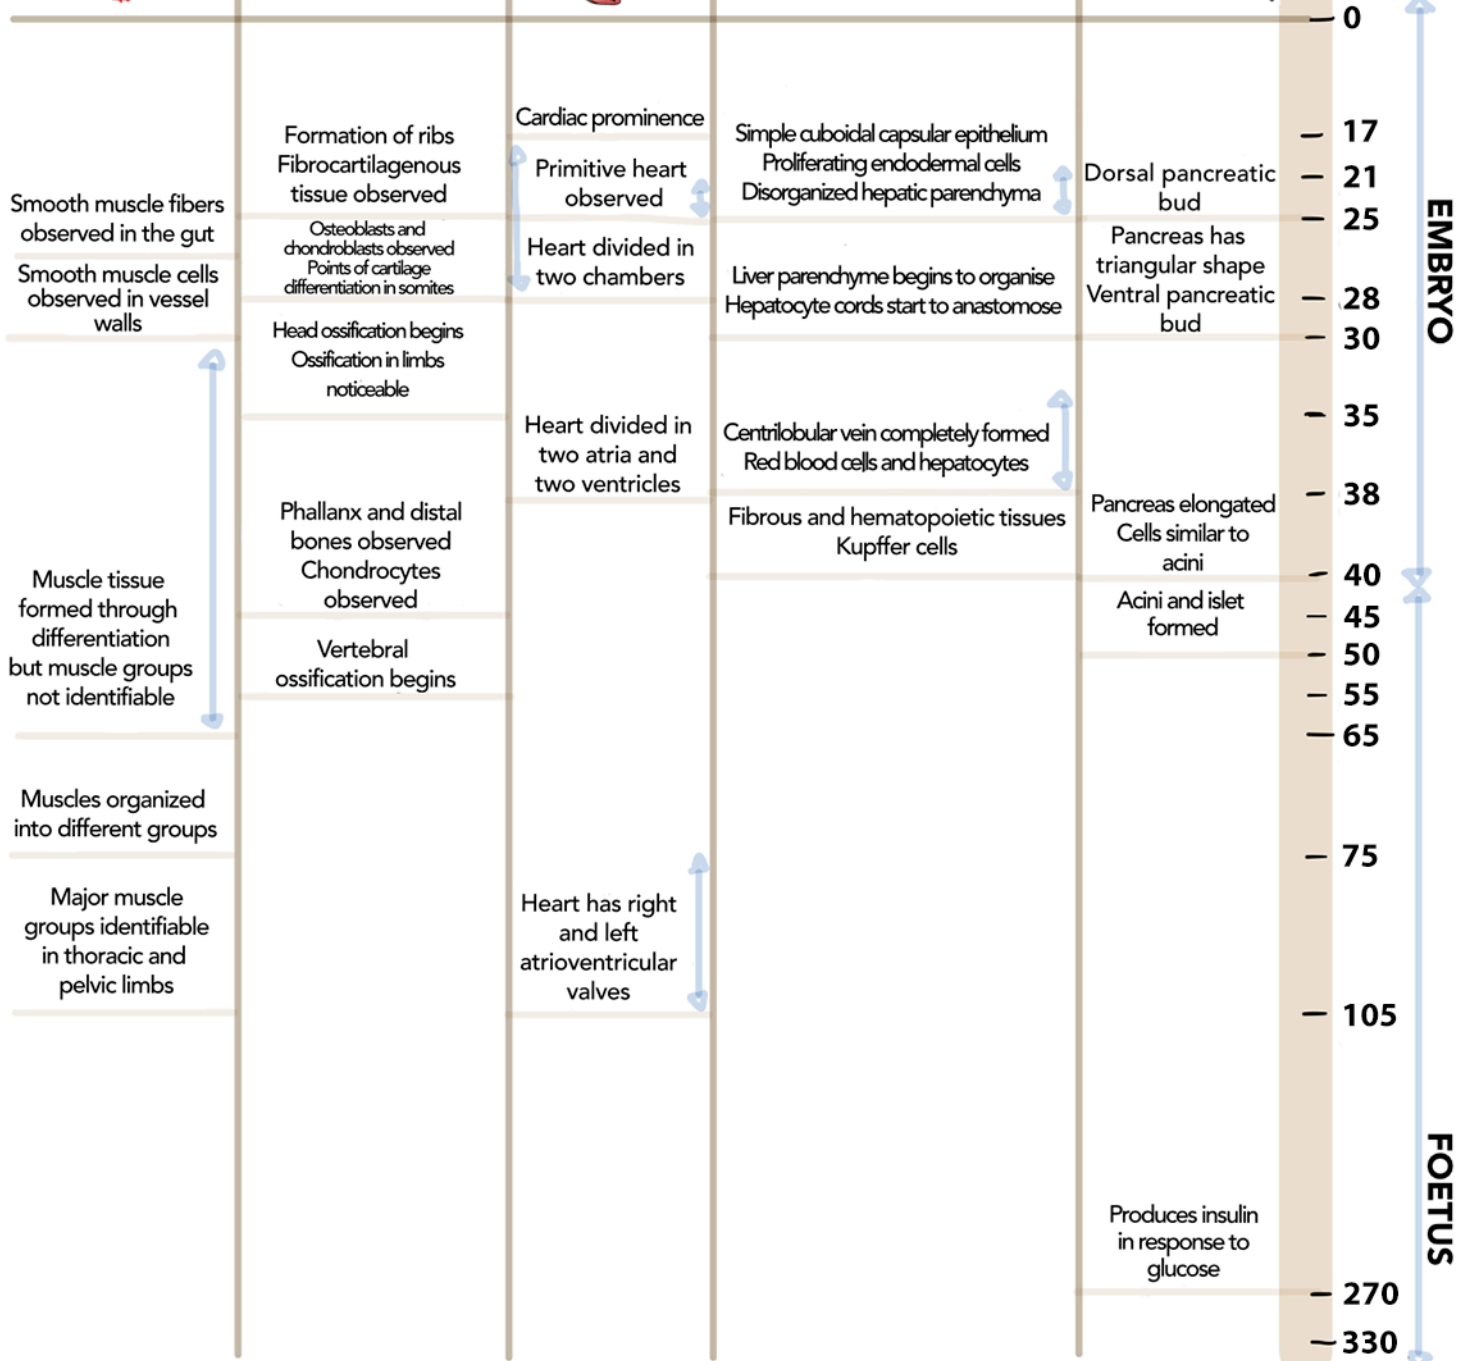 Smooth muscle fibers
observed in the gut
Smooth muscle cells
observed in vessel
walls
Muscle tissue
formed through
differentiation
but muscle groups
not identifiable
Muscles organized
into different groups
Major muscle
groups identifiable
in thoracic and
pelvic limbs
Formation of ribs
Fibrocartilagenous
tissue observed
Osteoblasts and
chondroblasts observed
Points of cartilage
differentiation in somites
Head ossification begins
Ossification in limbs
noticeable
Phallanx and distal
bones observed
Chondrocytes
observed
Vertebral
ossification begins
Cardiac prominence
Primitive heart
observed
Heart divided in
two chambers
Heart divided in
two atria and
two ventricles
Heart has right
and left
atrioventricular
valves
Simple cuboidal capsular epithelium
Proliferating endodermal cells
Disorganized hepatic parenchyma
Liver parenchyme begins to organise
Hepatocyte cords start to anastomose
Centrilobular vein completely formed
Red blood cells and hepatocytes
Fibrous and hematopoietic tissues
Kupffer cells
Dorsal pancreatic
bud
Pancreas has
triangular shape
Ventral pancreatic
bud
Pancreas elongated
Cells similar to
acini
Acini and islet
formed
Produces insulin
in response to
glucose
0
17
21
25
28
30
35
38
40
45
50
55
65
75
105
270
330
EMBRYO
FOETUS